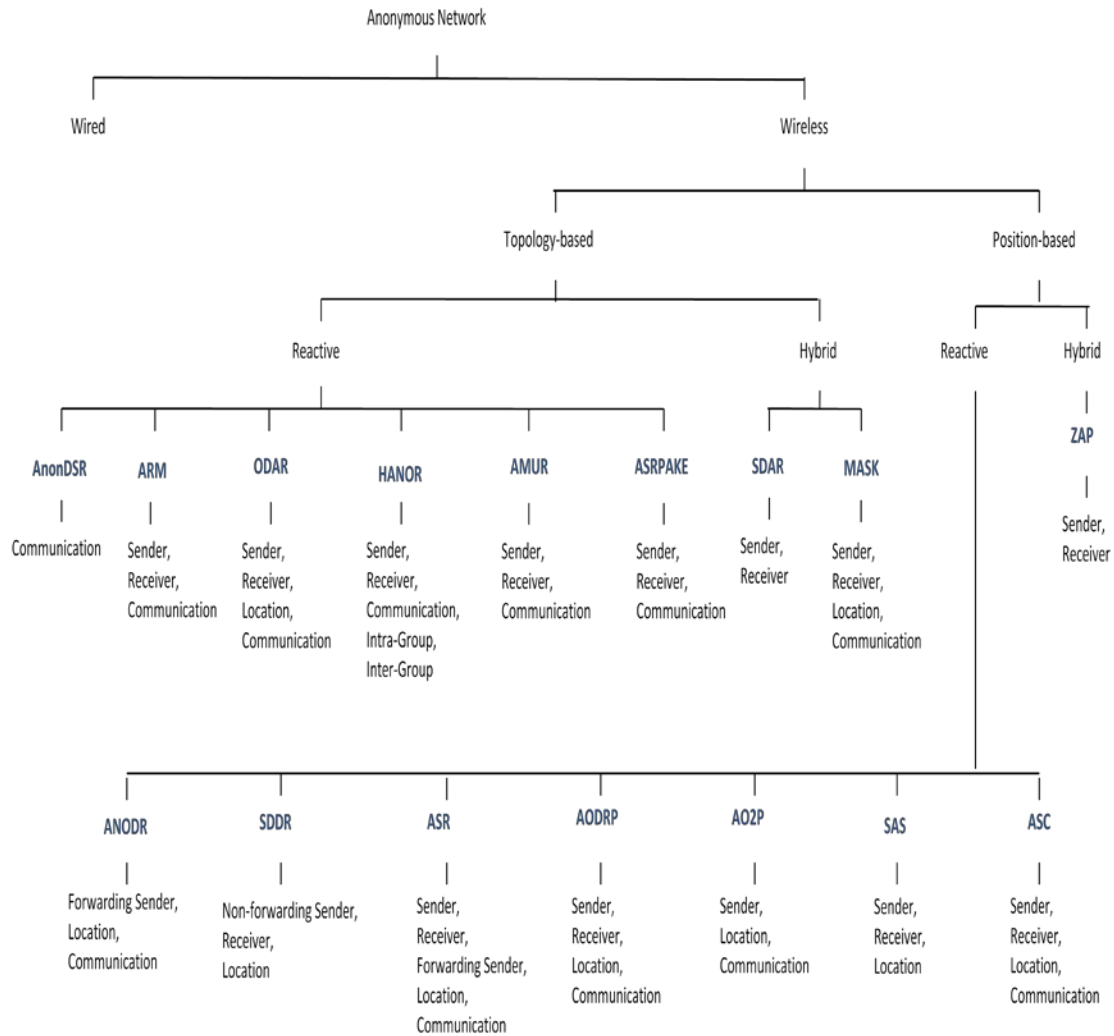 Anonymous Network
Wired
Wireless
Topology-based
Position-based
Reactive
Hybrid
Reactive
Hybrid
AnonDSR
ARM
ODAR
HANOR
AMUR
ASRPAKE
SDAR
MASK
ZAP
Communication
Sender,
Receiver,
Communication
Sender,
Receiver,
Location,
Communication
Sender,
Receiver,
Communication,
Intra-Group,
Inter-Group
Sender,
Receiver,
Communication
Sender,
Receiver,
Communication
Sender,
Receiver
Sender,
Receiver,
Location,
Communication
Sender,
Receiver
ANODR
SDDR
ASR
AODRP
AO2P
SAS
ASC
Forwarding Sender,
Location,
Communication
Non-forwarding Sender,
Receiver,
Location
Sender,
Receiver,
Forwarding Sender,
Location,
Communication
Sender,
Receiver,
Location,
Communication
Sender,
Location,
Communication
Sender,
Receiver,
Location
Sender,
Receiver,
Location,
Communication